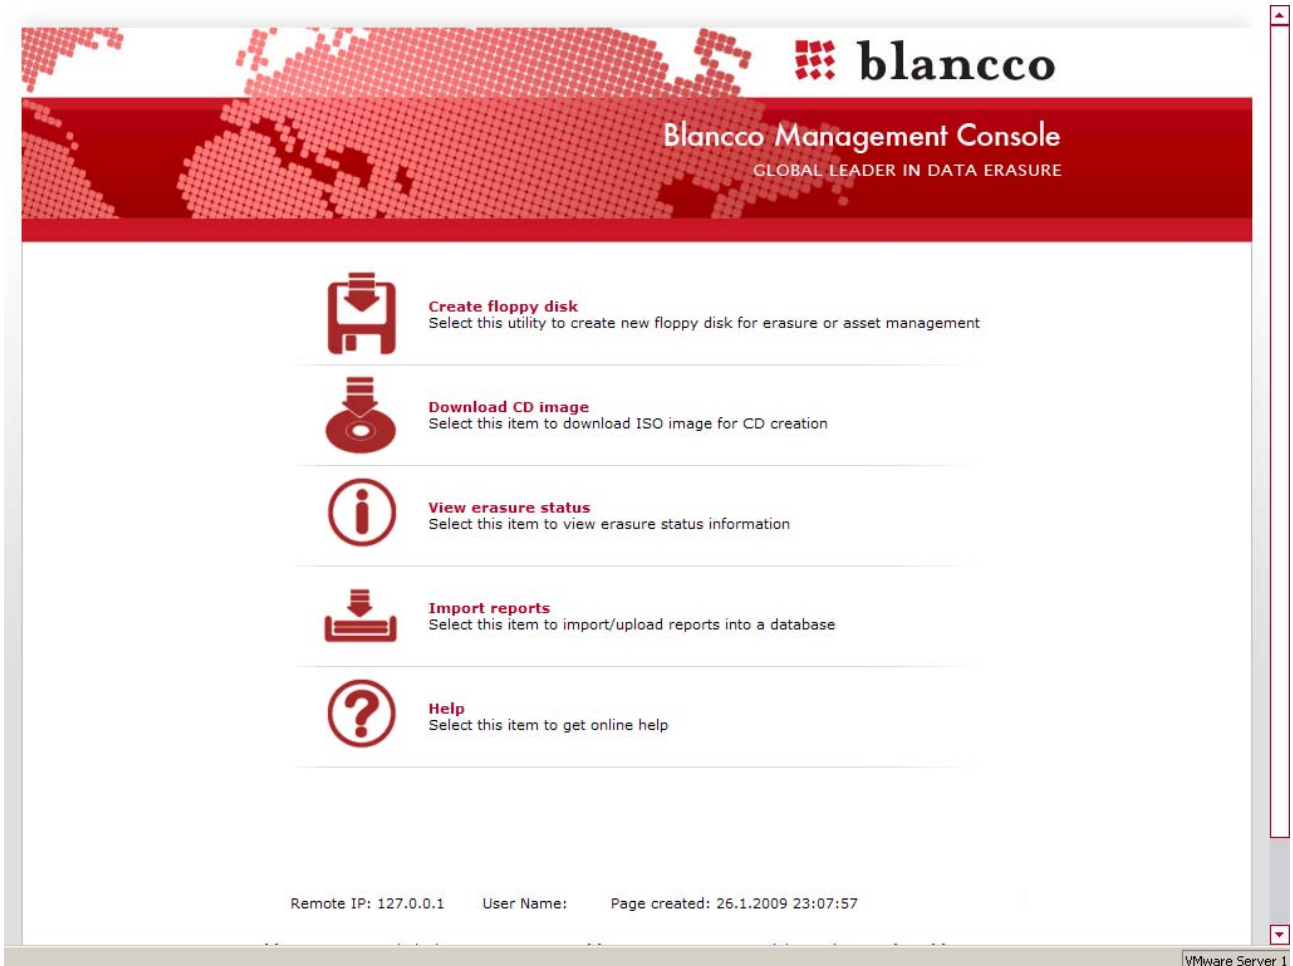 blancco
Blancco Management Console
GLOBAL LEADER IN DATA ERASURE
Create floppy disk
Select this utility to create new floppy disk for erasure or asset management
Download CD image
Select this item to download ISO image for CD creation
View erasure status
Select this item to view erasure status information
Import reports
Select this item to import/upload reports into a database
Help
Select this item to get online help
Remote IP: 127.0.0.1 User Name: Page created: 26.1.2009 23:07:57
VMware Server 1